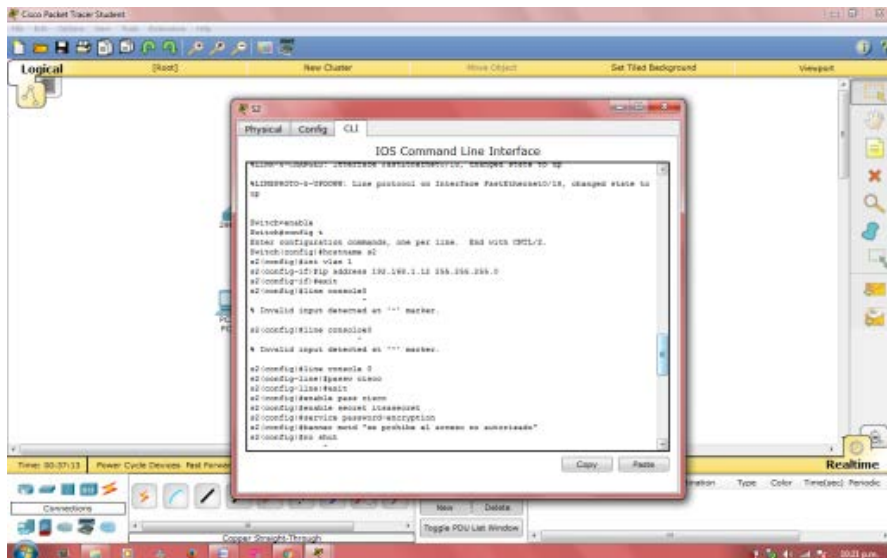 Cisco Packet Tracer Student
Logical
[Root]
New Cluster
Move Object
Set Tiled Background
Viewport
S2
Physical
Config
CLI
IOS Command Line Interface
%LINEPROTO-5-UPDOWN: Line protocol on Interface FastEthernet0/18, changed state to
up
Switch>enable
Switch#config t
Enter configuration commands, one per line. End with CNTL/Z.
Switch(config)#hostname s2
s2(config)#int vlan 1
s2(config-if)#ip address 192.168.1.12 255.255.255.0
s2(config-if)#exit
s2(config)#line console0
^
% Invalid input detected at '^' marker.
s2(config)#line console0
^
% Invalid input detected at '^' marker.
s2(config)#line console 0
s2(config-line)#passw cisco
s2(config-line)#exit
s2(config)#enable pass cisco
s2(config)#enable secret itsasecret
s2(config)#service password-encryption
s2(config)#banner motd "se prohibe el acceso no autorizado"
s2(config)#no shut
^
Copy
Paste
Time: 00:37:13
Power Cycle Devices
Fast Forward
Realtime
Connections
New
Delete
Toggle PDU List Window
Type
Color
Time(sec)
Periodic
Copper Straight-Through
10:21 p.m.